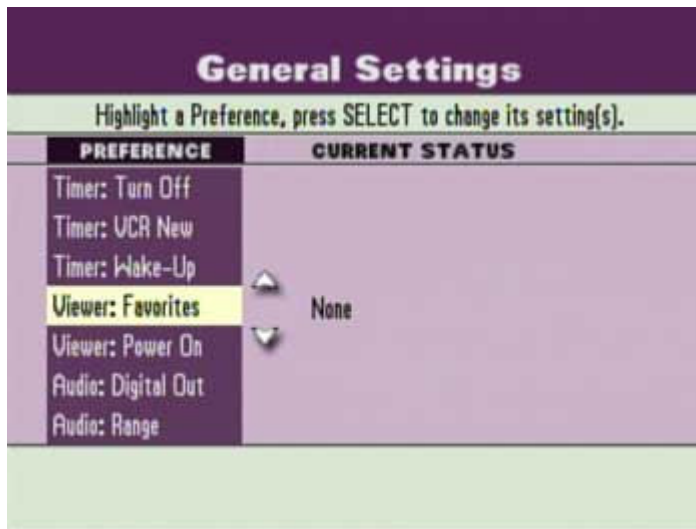 General Settings
Highlight a Preference, press SELECT to change its setting(s).
PREFERENCE CURRENT STATUS
Timer: Turn Off
Timer: VCR New
Timer: Wake-Up
Viewer: Favorites None
Viewer: Power On
Audio: Digital Out
Audio: Range